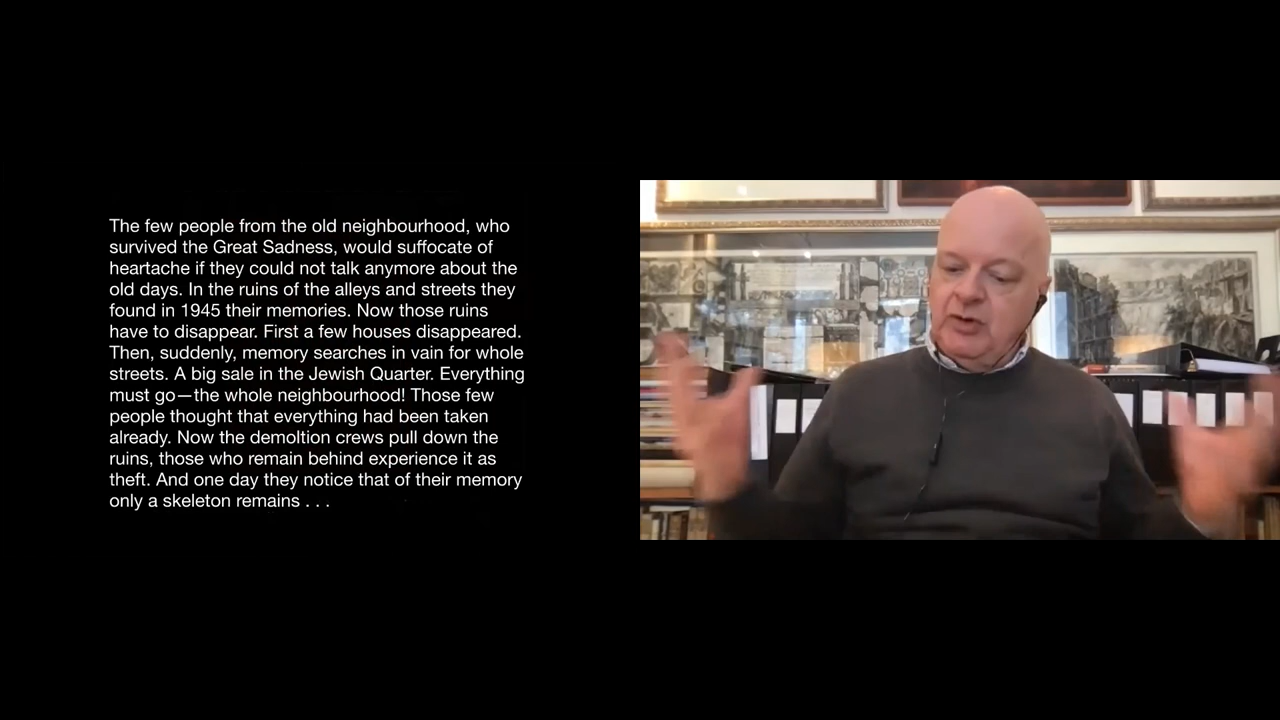 The few people from the old neighbourhood, who
survived the Great Sadness, would suffocate of
heartache if they could not talk anymore about the
old days. In the ruins of the alleys and streets they
found in 1945 their memories. Now those ruins
have to disappear. First a few houses disappeared.
Then, suddenly, memory searches in vain for whole
streets. A big sale in the Jewish Quarter. Everything
must go—the whole neighbourhood! Those few
people thought that everything had been taken
already. Now the demoltion crews pull down the
ruins, those who remain behind experience it as
theft. And one day they notice that of their memory
only a skeleton remains . . .